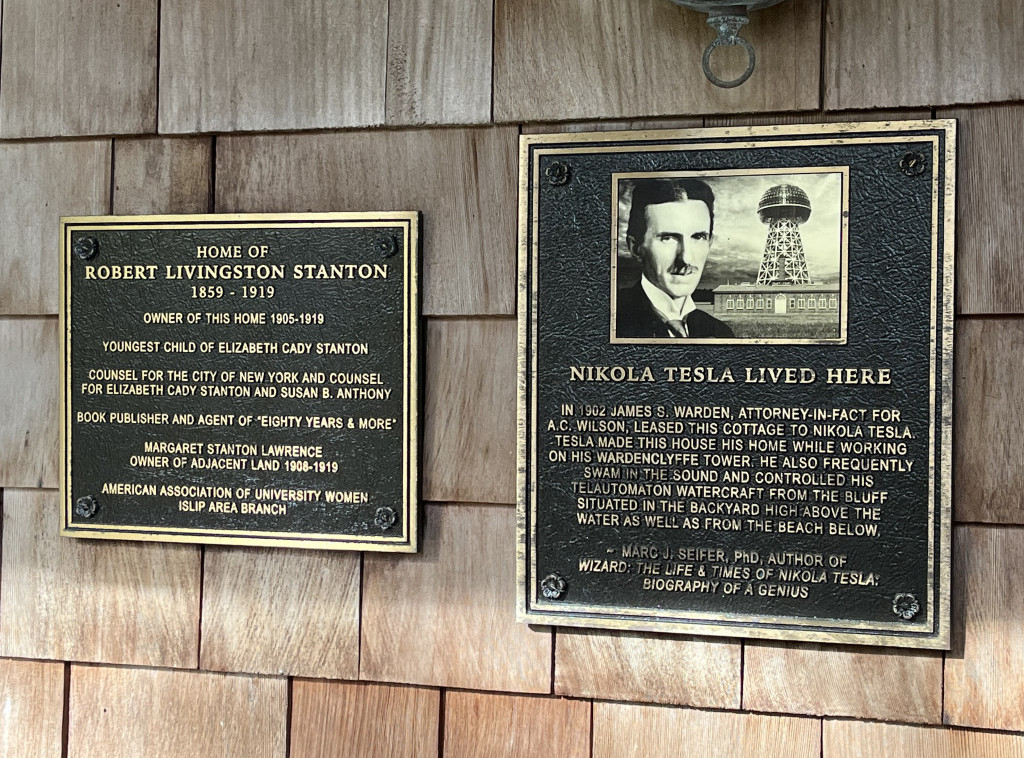 HOME OF
ROBERT LIVINGSTON STANTON
1859 - 1919
OWNER OF THIS HOME 1905-1919
YOUNGEST CHILD OF ELIZABETH CADY STANTON
COUNSEL FOR THE CITY OF NEW YORK AND COUNSEL
FOR ELIZABETH CADY STANTON AND SUSAN B. ANTHONY
BOOK PUBLISHER AND AGENT OF "EIGHTY YEARS & MORE"
MARGARET STANTON LAWRENCE
OWNER OF ADJACENT LAND 1908-1919
AMERICAN ASSOCIATION OF UNIVERSITY WOMEN
ISLIP AREA BRANCH
NIKOLA TESLA LIVED HERE
IN 1902 JAMES S. WARDEN, ATTORNEY-IN-FACT FOR
A.C. WILSON, LEASED THIS COTTAGE TO NIKOLA TESLA.
TESLA MADE THIS HOUSE HIS HOME WHILE WORKING
ON HIS WARDENCLYFFE TOWER. HE ALSO FREQUENTLY
SWAM IN THE SOUND AND CONTROLLED HIS
TELAUTOMATON WATERCRAFT FROM THE BLUFF
SITUATED IN THE BACKYARD HIGH ABOVE THE
WATER AS WELL AS FROM THE BEACH BELOW.
~ MARC J. SEIFER, PhD, AUTHOR OF
WIZARD: THE LIFE & TIMES OF NIKOLA TESLA:
BIOGRAPHY OF A GENIUS